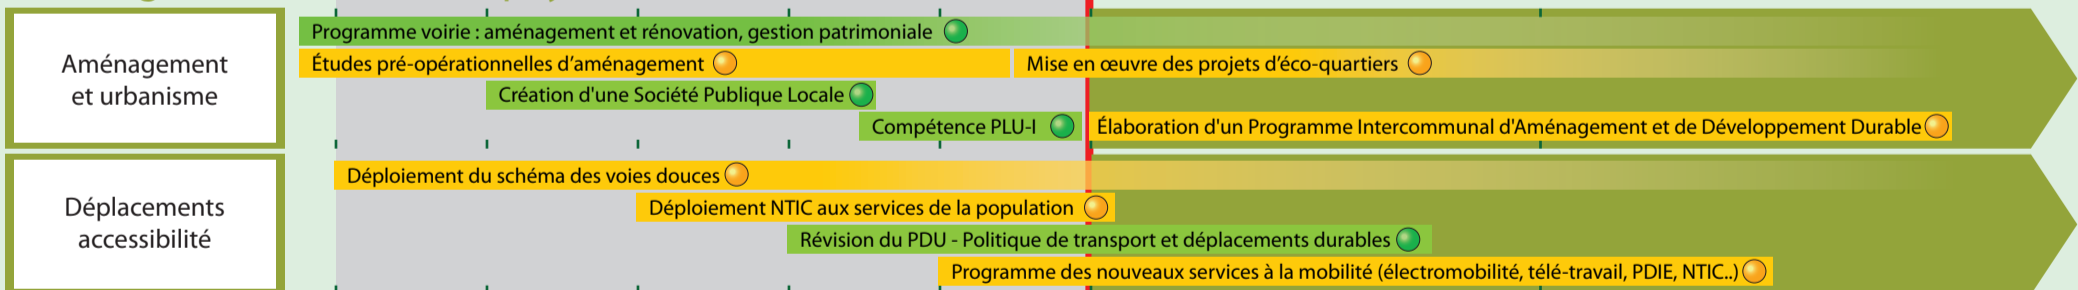 Aménagement
et urbanisme
Programme voirie : aménagement et rénovation, gestion patrimoniale
Études pré-opérationnelles d’aménagement
Mise en œuvre des projets d’éco-quartiers
Création d'une Société Publique Locale
Compétence PLU-I
Élaboration d'un Programme Intercommunal d'Aménagement et de Développement Durable
Déplacements
accessibilité
Déploiement du schéma des voies douces
Déploiement NTIC aux services de la population
Révision du PDU - Politique de transport et déplacements durables
Programme des nouveaux services à la mobilité (électromobilité, télé-travail, PDIE, NTIC..)